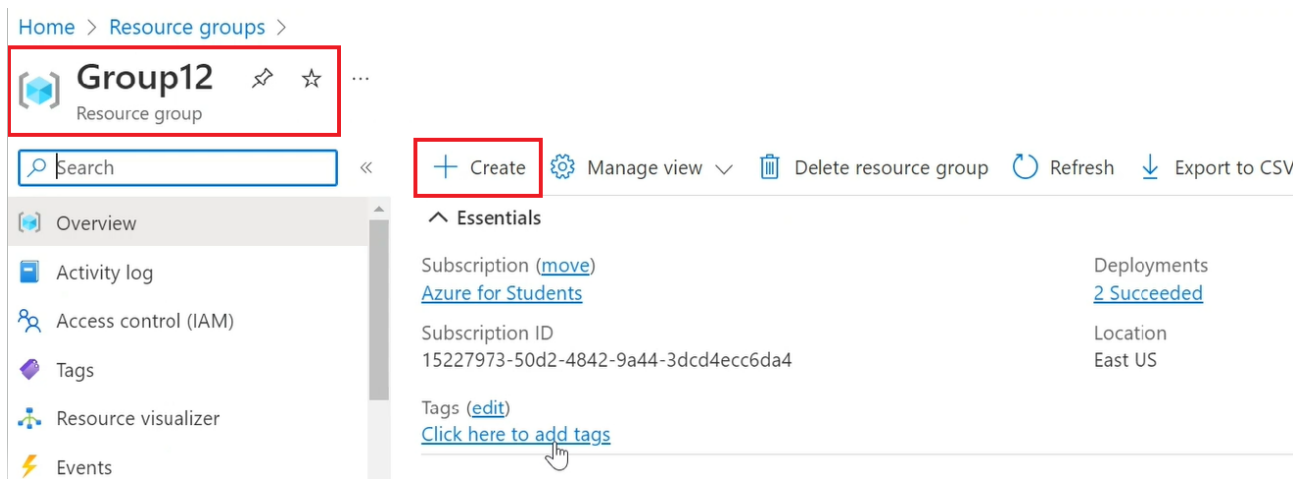 Home > Resource groups >
Group12 ...
Resource group
Search «
+ Create Manage view Delete resource group Refresh Export to CSV
Overview
Activity log
Access control (IAM)
Tags
Resource visualizer
Events
Essentials
Subscription (move)
Azure for Students
Subscription ID
15227973-50d2-4842-9a44-3dcd4ecc6da4
Tags (edit)
Click here to add tags
Deployments
2 Succeeded
Location
East US